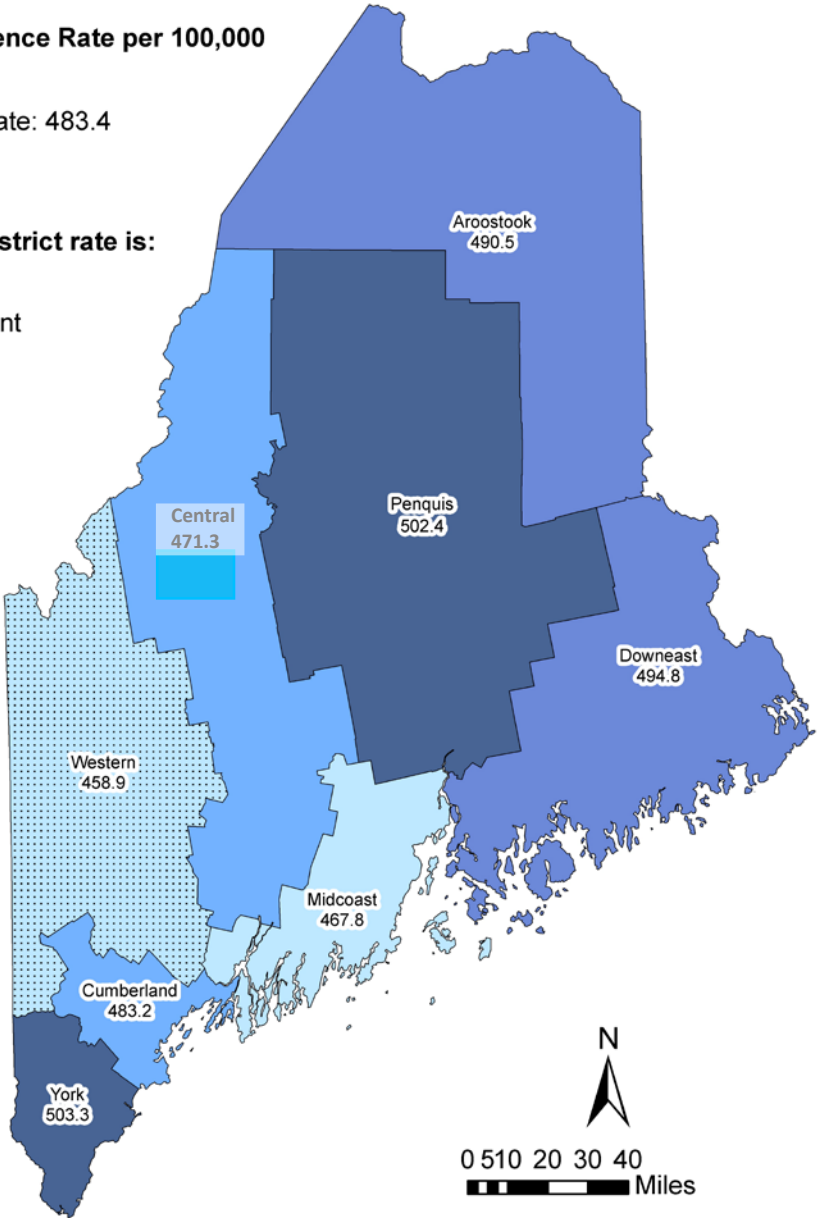 ence Rate per 100,000
ate: 483.4
strict rate is:
nt
Aroostook
490.5
Penquis
502.4
Central
471.3
Downeast
494.8
Western
458.9
Midcoast
467.8
Cumberland
483.2
York
503.3
N
0 510 20 30 40
Miles